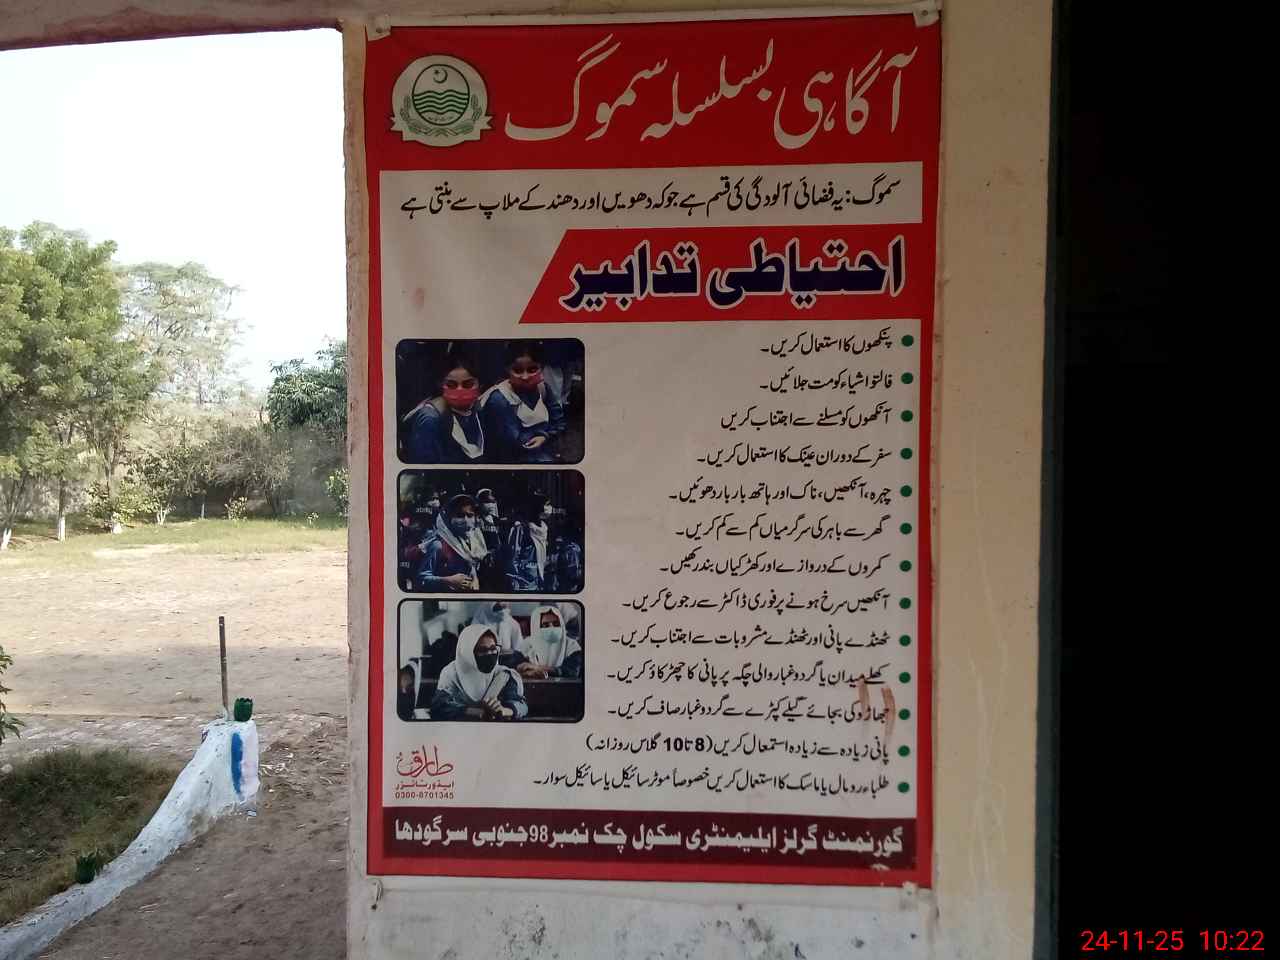 آگاہی بسلسلہ سموگ
سموگ: یہ فضائی آلودگی کی قسم ہے جو کہ دھویں اور دھند کے ملاپ سے بنتی ہے
احتیاطی تدابیر
پنکھوں کا استعمال کریں۔
فالتو اشیاء کو مت جلائیں۔
آنکھوں کو مسلنے سے اجتناب کریں
سفر کے دوران عینک کا استعمال کریں۔
چہرہ، آنکھیں، ناک اور ہاتھ بار بار دھوئیں۔
گھر سے باہر کی سرگرمیاں کم سے کم کریں۔
کمروں کے دروازے اور کھڑکیاں بند رکھیں۔
آنکھیں سرخ ہونے پر فوری ڈاکٹر سے رجوع کریں۔
ٹھنڈے پانی اور ٹھنڈے مشروبات سے اجتناب کریں۔
کھلے میدان یا گردوغبار والی جگہ پر پانی کا چھڑکاؤ کریں۔
جھاڑو کی بجائے گیلے کپڑے سے گردوغبار صاف کریں۔
پانی زیادہ سے زیادہ استمعال کریں (8 تا 10 گلاس روزانہ)
طلباء رومال یا ماسک کا استعمال کریں خصوصاً موٹر سائیکل یا سائیکل سوار۔
طارق
ایڈورٹائزر
0300-8701345
گورنمنٹ گرلز ایلیمنٹری سکول چک نمبر 98 جنوبی سرگودھا
24-11-25 10:22